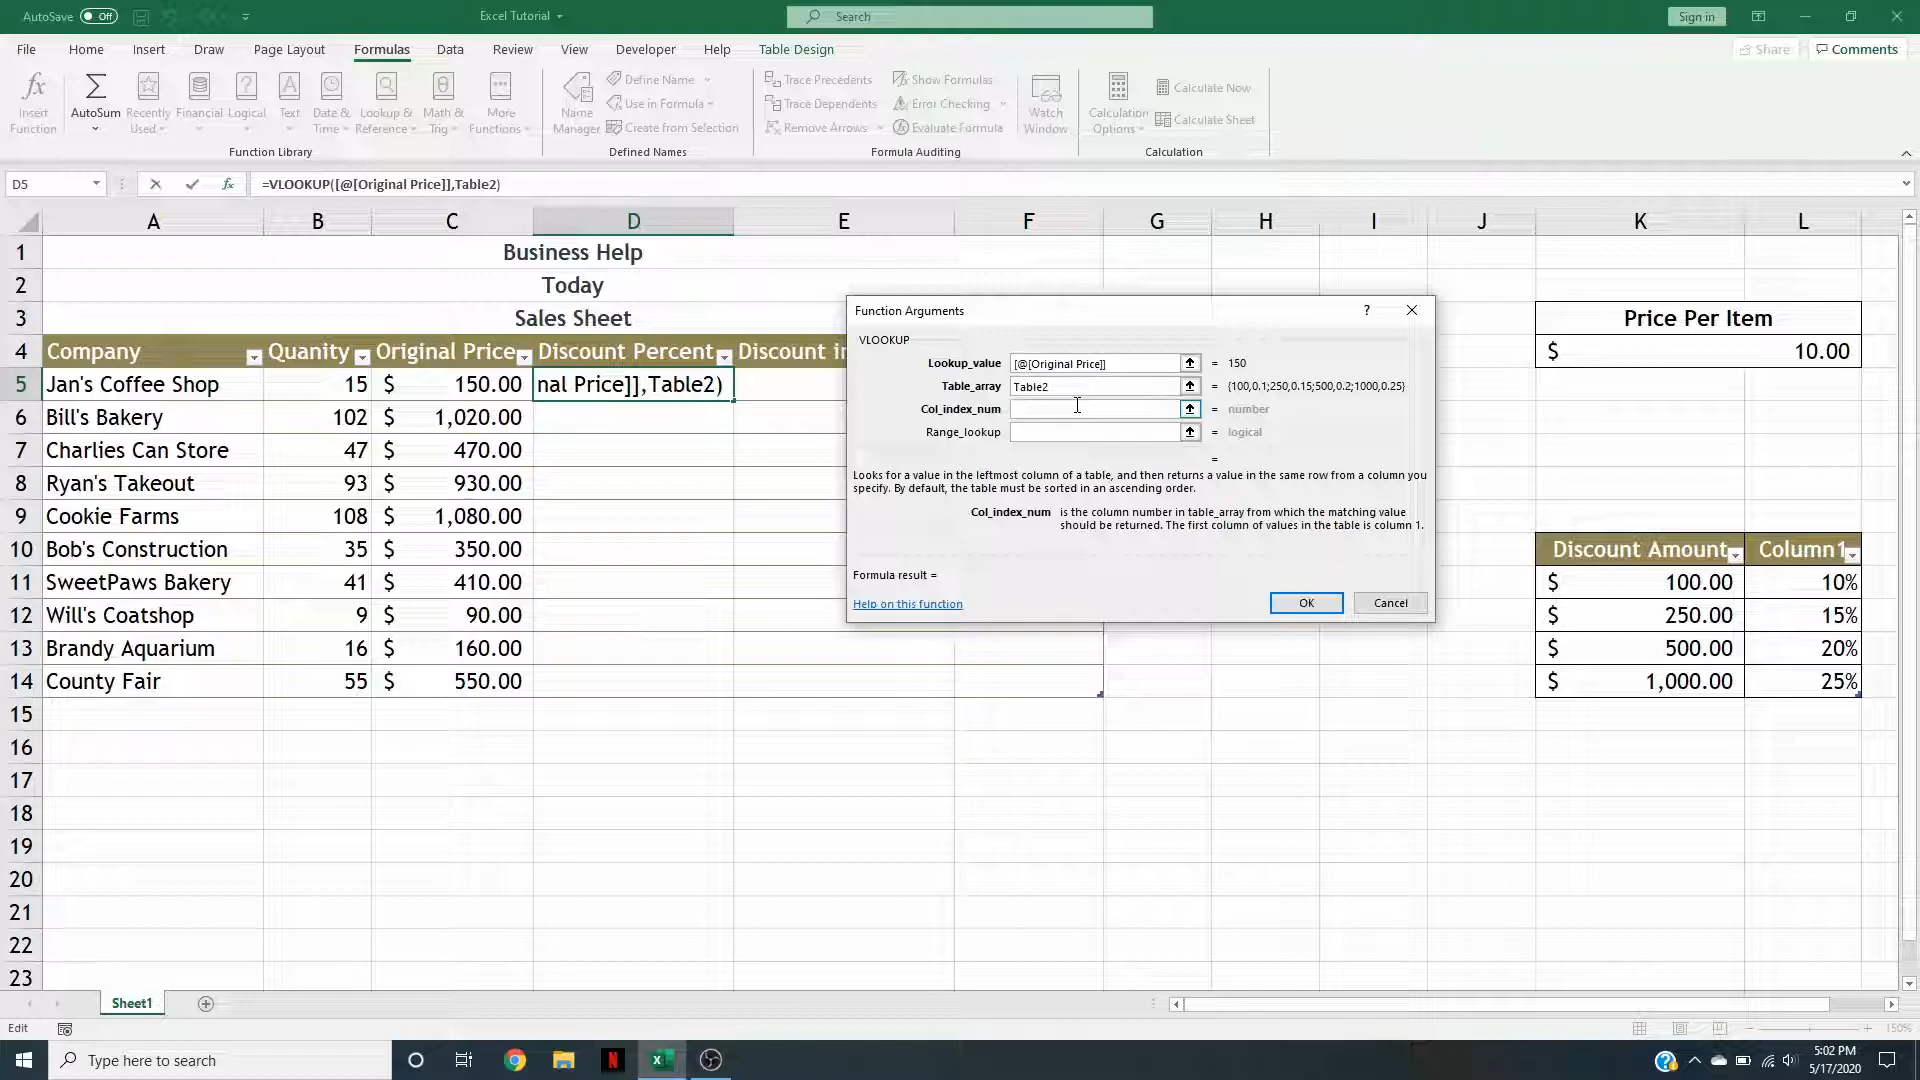 AutoSave Off Excel Tutorial Search Sign in
File Home Insert Draw Page Layout Formulas Data Review View Developer Help Table Design Share Comments
Insert Function
AutoSum
Recently Used
Financial
Logical
Text
Date & Time
Lookup & Reference
Math & Trig
More Functions
Function Library
Name Manager
Define Name
Use in Formula
Create from Selection
Defined Names
Trace Precedents
Trace Dependents
Remove Arrows
Show Formulas
Error Checking
Evaluate Formula
Formula Auditing
Watch Window
Calculation Options
Calculate Now
Calculate Sheet
Calculation
D5 fx =VLOOKUP([@[Original Price]],Table2)
A B C D E F G H I J K L
1 Business Help
2 Today
3 Sales Sheet Price Per Item
4 Company Quanity Original Price Discount Percent Discount in $ 10.00
5 Jan's Coffee Shop 15 $ 150.00 nal Price]],Table2)
6 Bill's Bakery 102 $ 1,020.00
7 Charlies Can Store 47 $ 470.00
8 Ryan's Takeout 93 $ 930.00
9 Cookie Farms 108 $ 1,080.00
10 Bob's Construction 35 $ 350.00 Discount Amount Column1
11 SweetPaws Bakery 41 $ 410.00 $ 100.00 10%
12 Will's Coatshop 9 $ 90.00 $ 250.00 15%
13 Brandy Aquarium 16 $ 160.00 $ 500.00 20%
14 County Fair 55 $ 550.00 $ 1,000.00 25%
15
16
17
18
19
20
21
22
23
Function Arguments ?
VLOOKUP
Lookup_value [@[Original Price]] = 150
Table_array Table2 = {100,0.1;250,0.15;500,0.2;1000,0.25}
Col_index_num = number
Range_lookup = logical
=
Looks for a value in the leftmost column of a table, and then returns a value in the same row from a column you
specify. By default, the table must be sorted in an ascending order.
Col_index_num is the column number in table_array from which the matching value
should be returned. The first column of values in the table is column 1.
Formula result =
Help on this function OK Cancel
Sheet1
Edit 150%
Type here to search
5:02 PM
5/17/2020